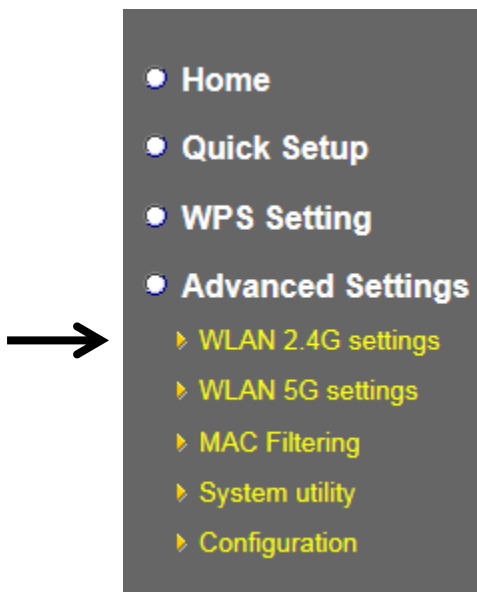 Home
Quick Setup
WPS Setting
Advanced Settings
WLAN 2.4G settings
WLAN 5G settings
MAC Filtering
System utility
Configuration